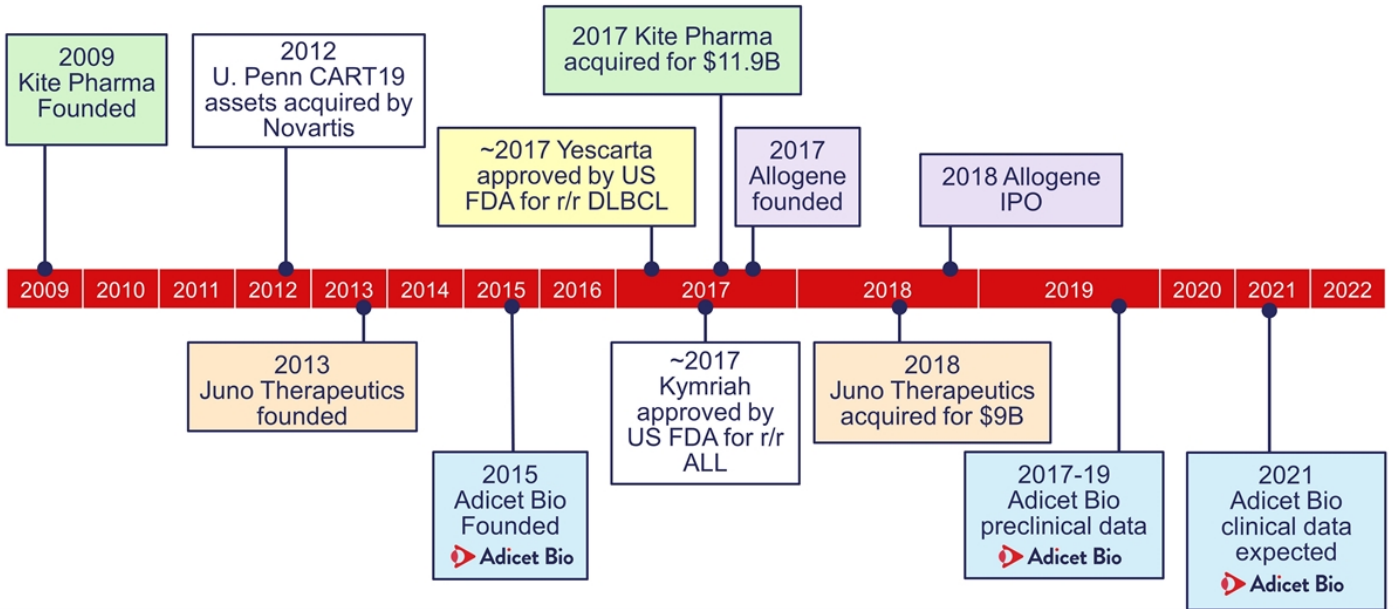 2009
Kite Pharma
Founded
2012
U. Penn CART19
assets acquired by
Novartis
2017 Kite Pharma
acquired for $11.9B
~2017 Yescarta
approved by US
FDA for r/r DLBCL
2017
Allogene
founded
2018 Allogene
IPO
2009 2010 2011 2012 2013 2014 2015 2016 2017 2018 2019 2020 2021 2022
2013
Juno Therapeutics
founded
2015
Adicet Bio
Founded
Adicet Bio
~2017
Kymriah
approved by
US FDA for r/r
ALL
2018
Juno Therapeutics
acquired for $9B
2017-19
Adicet Bio
preclinical data
Adicet Bio
2021
Adicet Bio
clinical data
expected
Adicet Bio